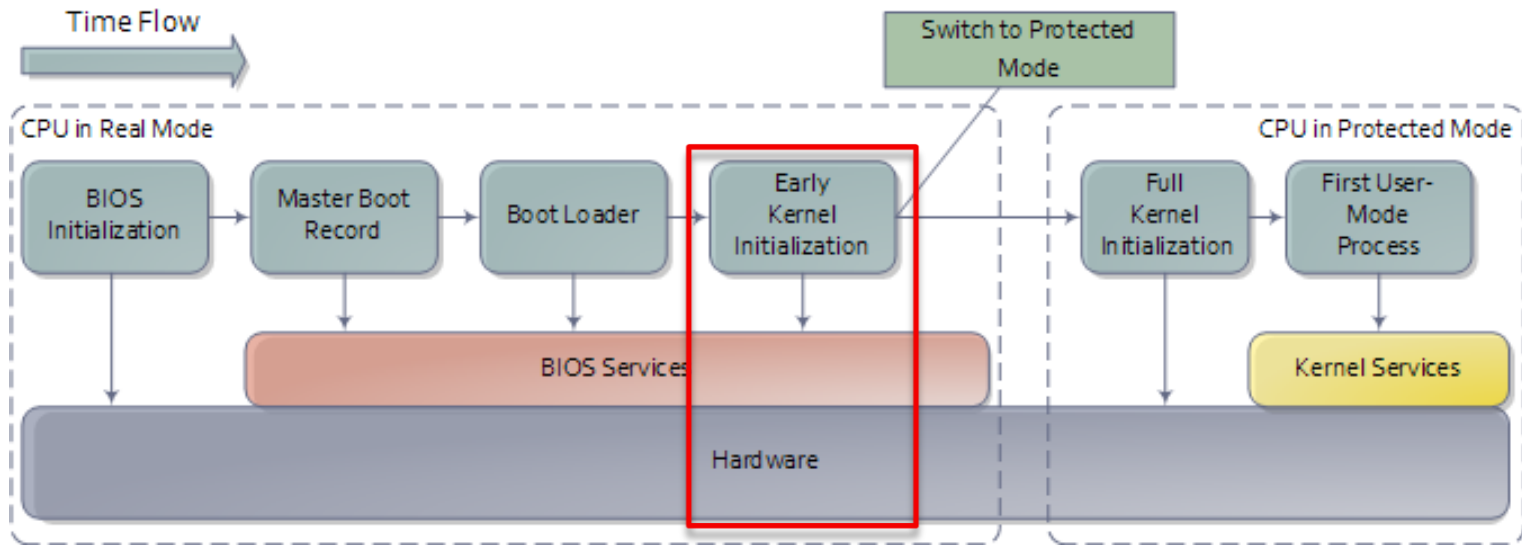 Time Flow
Switch to Protected
Mode
CPU in Real Mode
CPU in Protected Mode
BIOS
Initialization
Master Boot
Record
Boot Loader
Early
Kernel
Initialization
Full
Kernel
Initialization
First User-
Mode
Process
BIOS Services
Kernel Services
Hardware